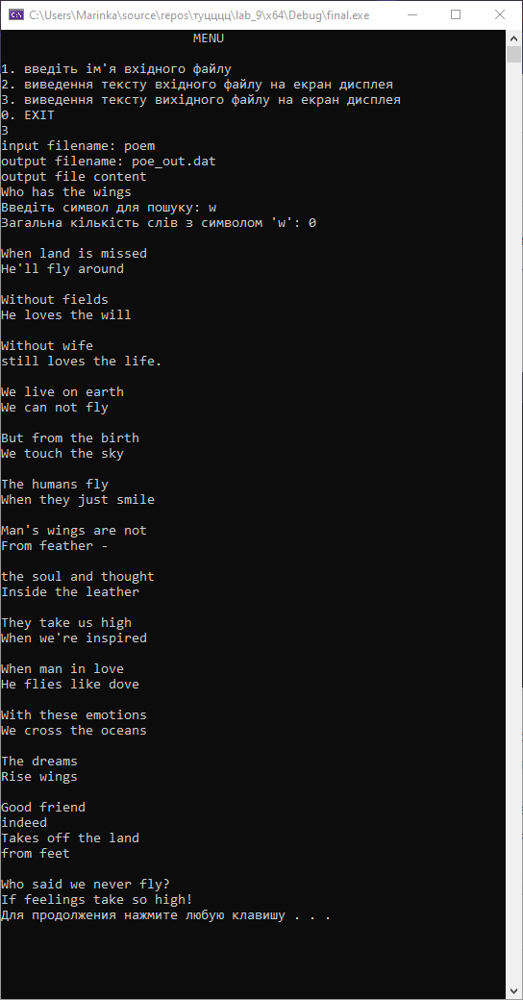 C:\Users\Marinka\source\repos\туцццц\lab_9\x64\Debug\final.exe
MENU
1. введіть ім'я вхідного файлу
2. виведення тексту вхідного файлу на екран дисплея
3. виведення тексту вихідного файлу на екран дисплея
0. EXIT
3
input filename: poem
output filename: poe_out.dat
output file content
Who has the wings
Введіть символ для пошуку: w
Загальна кількість слів з символом 'w': 0
When land is missed
He'll fly around
Without fields
He loves the will
Without wife
still loves the life.
We live on earth
We can not fly
But from the birth
We touch the sky
The humans fly
When they just smile
Man's wings are not
From feather -
the soul and thought
Inside the leather
They take us high
When we're inspired
When man in love
He flies like dove
With these emotions
We cross the oceans
The dreams
Rise wings
Good friend
indeed
Takes off the land
from feet
Who said we never fly?
If feelings take so high!
Для продолжения нажмите любую клавишу . . .